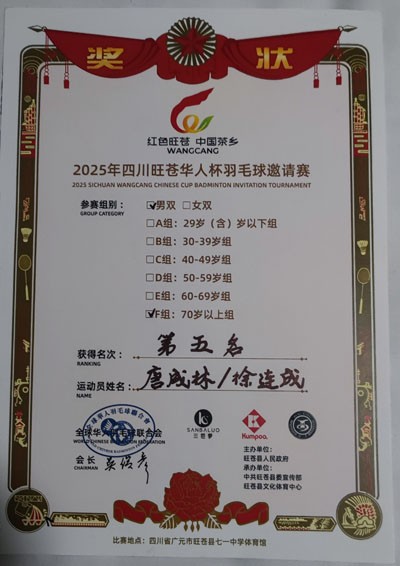 奖 状
红色旺苍 中国茶乡
WANGCANG
2025年四川旺苍华人杯羽毛球邀请赛
2025 SICHUAN WANGCANG CHINESE CUP BADMINTON INVITATION TOURNAMENT
参赛组别: ☑男双 ☐女双
GROUP CATEGORY
☐A组: 29岁（含）岁以下组
☐B组: 30-39岁组
☐C组: 40-49岁组
☐D组: 50-59岁组
☐E组: 60-69岁组
☑F组: 70岁以上组
获得名次: 第五名
RANKING
运动员姓名: 唐成林/徐连成
NAME
全球华人羽毛球联合会
WORLD CHINESE BADMINTON FEDERATION
会长
CHAIRMAN
SANBALUO
兰世萝
Kumpoo
主办单位:
旺苍县人民政府
承办单位:
中共旺苍县委宣传部
旺苍县文化体育中心
比赛地点: 四川省广元市旺苍县七一中学体育馆